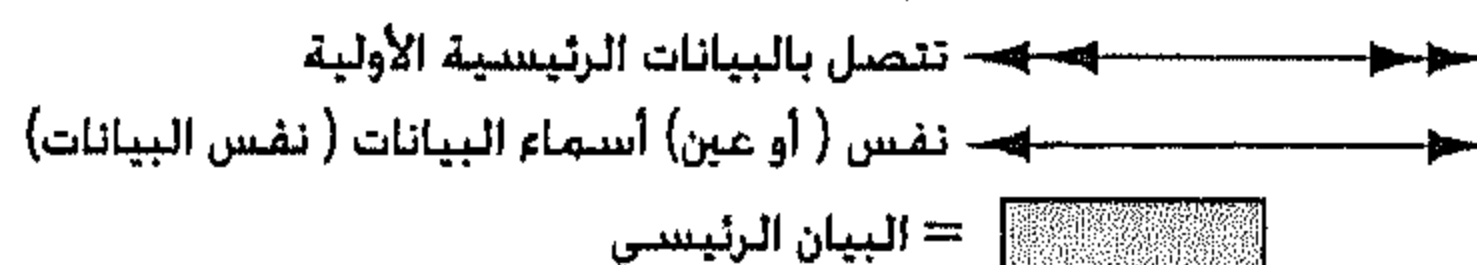 تتصل بالبيانات الرئيسية الأولية
نفس ( أو عين) أسماء البيانات ( نفس البيانات)
= البيان الرئيسى